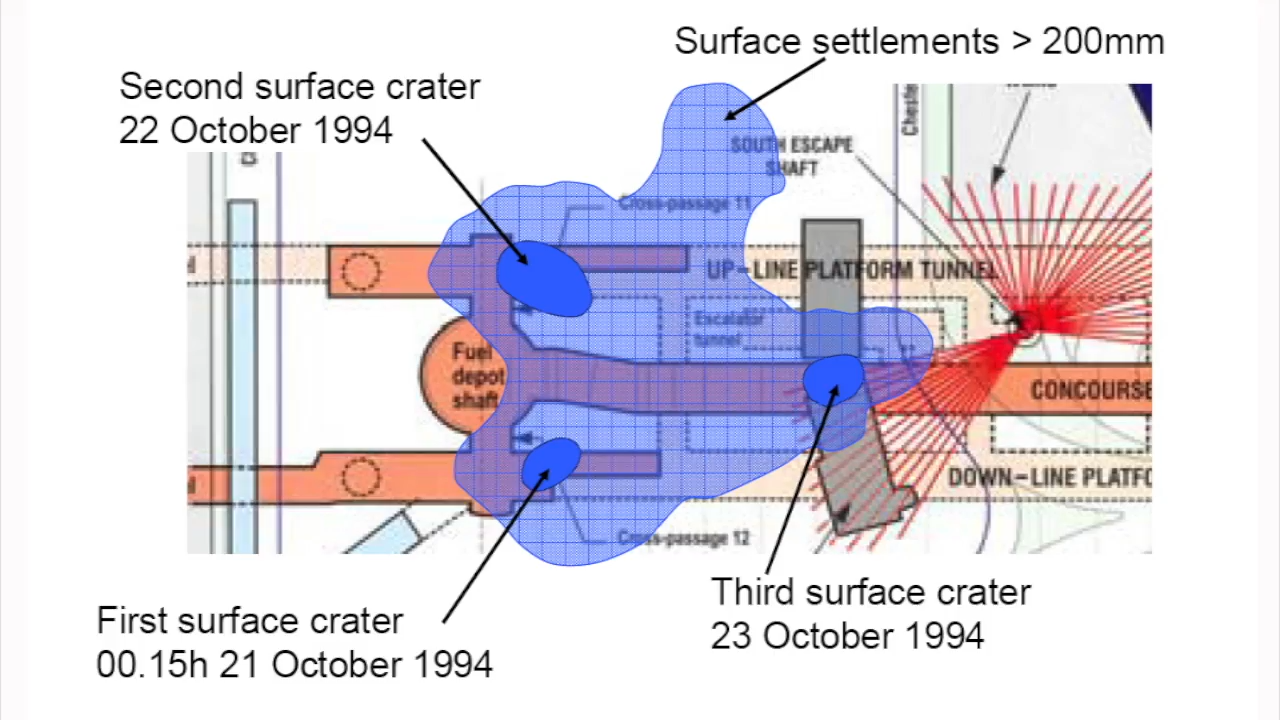 Surface settlements > 200mm
Second surface crater
22 October 1994
Cheste
SOUTH ESCAPE
SHAFT
Cross-passage 11
UP-LINE PLATFORM TUNNEL
Escalator
tunnel
Fuel
depot
shaft
CONCOURSE
DOWN-LINE PLATFO
Cross-passage 12
Third surface crater
23 October 1994
First surface crater
00.15h 21 October 1994